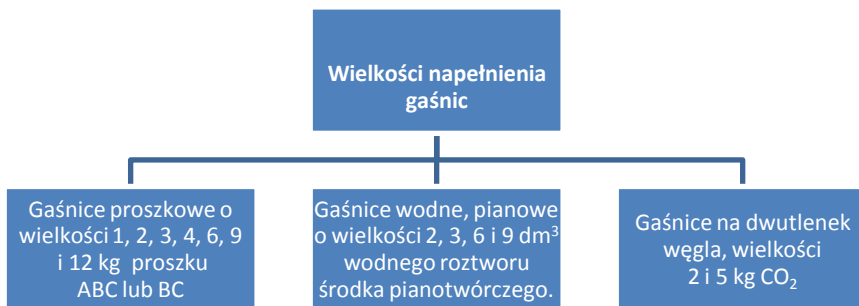 Wielkości napełnienia
gaśnic
Gaśnice proszkowe o
wielkości 1, 2, 3, 4, 6, 9
i 12 kg proszku
ABC lub BC
Gaśnice wodne, pianowe
o wielkości 2, 3, 6 i 9 dm³
wodnego roztworu
środka pianotwórczego.
Gaśnice na dwutlenek
węgla, wielkości
2 i 5 kg CO₂